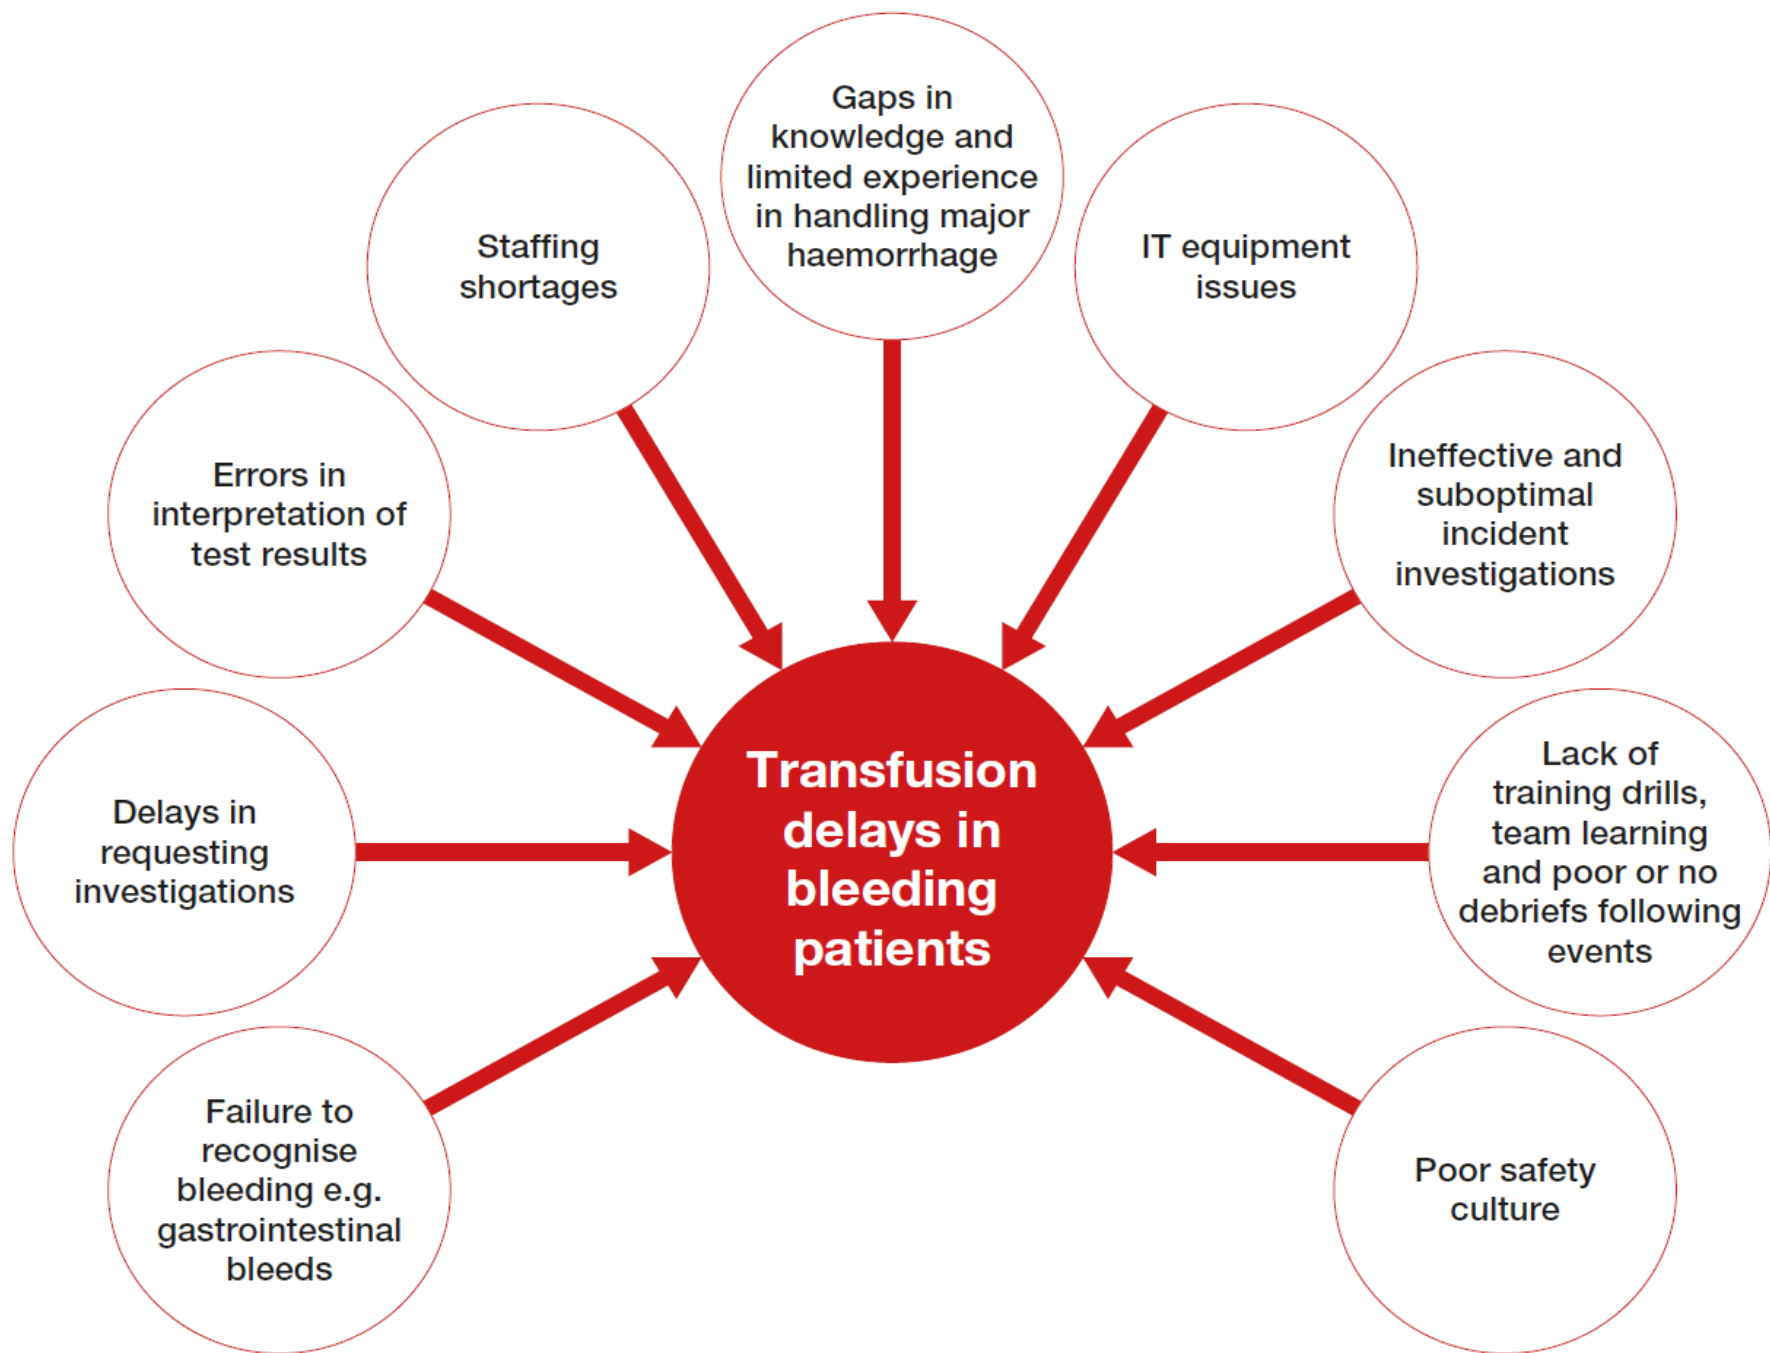 Gaps in
knowledge and
limited experience
in handling major
haemorrhage
Staffing
shortages
IT equipment
issues
Errors in
interpretation of
test results
Ineffective and
suboptimal
incident
investigations
Delays in
requesting
investigations
Transfusion
delays in
bleeding
patients
Lack of
training drills,
team learning
and poor or no
debriefs following
events
Failure to
recognise
bleeding e.g.
gastrointestinal
bleeds
Poor safety
culture